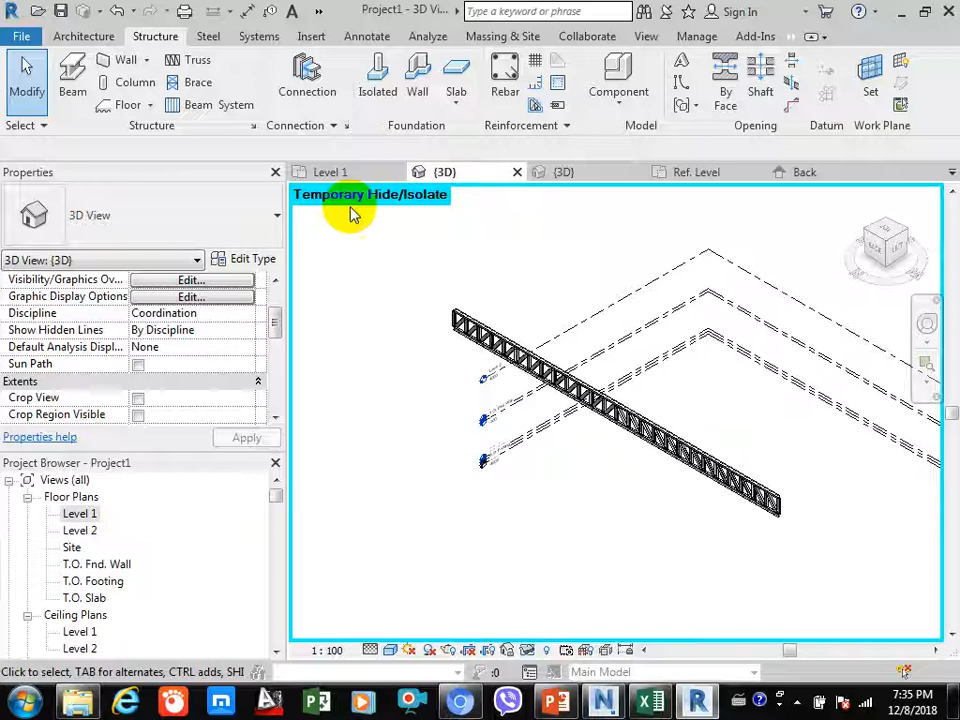 Project1 - 3D Vi...
Type a keyword or phrase
Sign In
File
Architecture
Structure
Steel
Systems
Insert
Annotate
Analyze
Massing & Site
Collaborate
View
Manage
Add-Ins
Modify
Beam
Wall
Column
Floor
Truss
Brace
Beam System
Connection
Isolated
Wall
Slab
Rebar
Component
By Face
Shaft
Set
Select
Structure
Connection
Foundation
Reinforcement
Model
Opening
Datum
Work Plane
Properties
Level 1
(3D)
(3D)
Ref. Level
Back
Temporary Hide/Isolate
3D View
3D View: {3D}
Edit Type
Visibility/Graphics Ov... Edit...
Graphic Display Options Edit...
Discipline Coordination
Show Hidden Lines By Discipline
Default Analysis Displ... None
Sun Path
Extents
Crop View
Crop Region Visible
Properties help
Apply
Project Browser - Project1
Views (all)
Floor Plans
Level 1
Level 2
Site
T.O. Fnd. Wall
T.O. Footing
T.O. Slab
Ceiling Plans
Level 1
Level 2
1 : 100
Click to select, TAB for alternates, CTRL adds, SHI
:0
Main Model
7:35 PM
12/8/2018